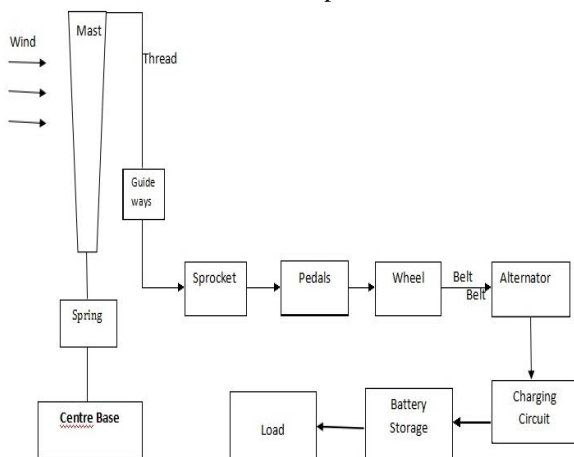 Mast
Wind
Thread
Guide
ways
Sprocket
Pedals
Wheel
Belt
Belt
Alternator
Spring
Charging
Circuit
Battery
Storage
Load
Centre Base